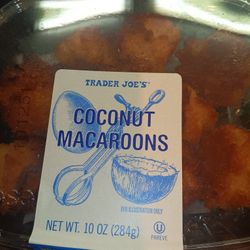 TRADER JOE'S
COCONUT
MACAROONS
FOR ILLUSTRATION ONLY
NET WT. 10 OZ (284g)
U
PAREVE